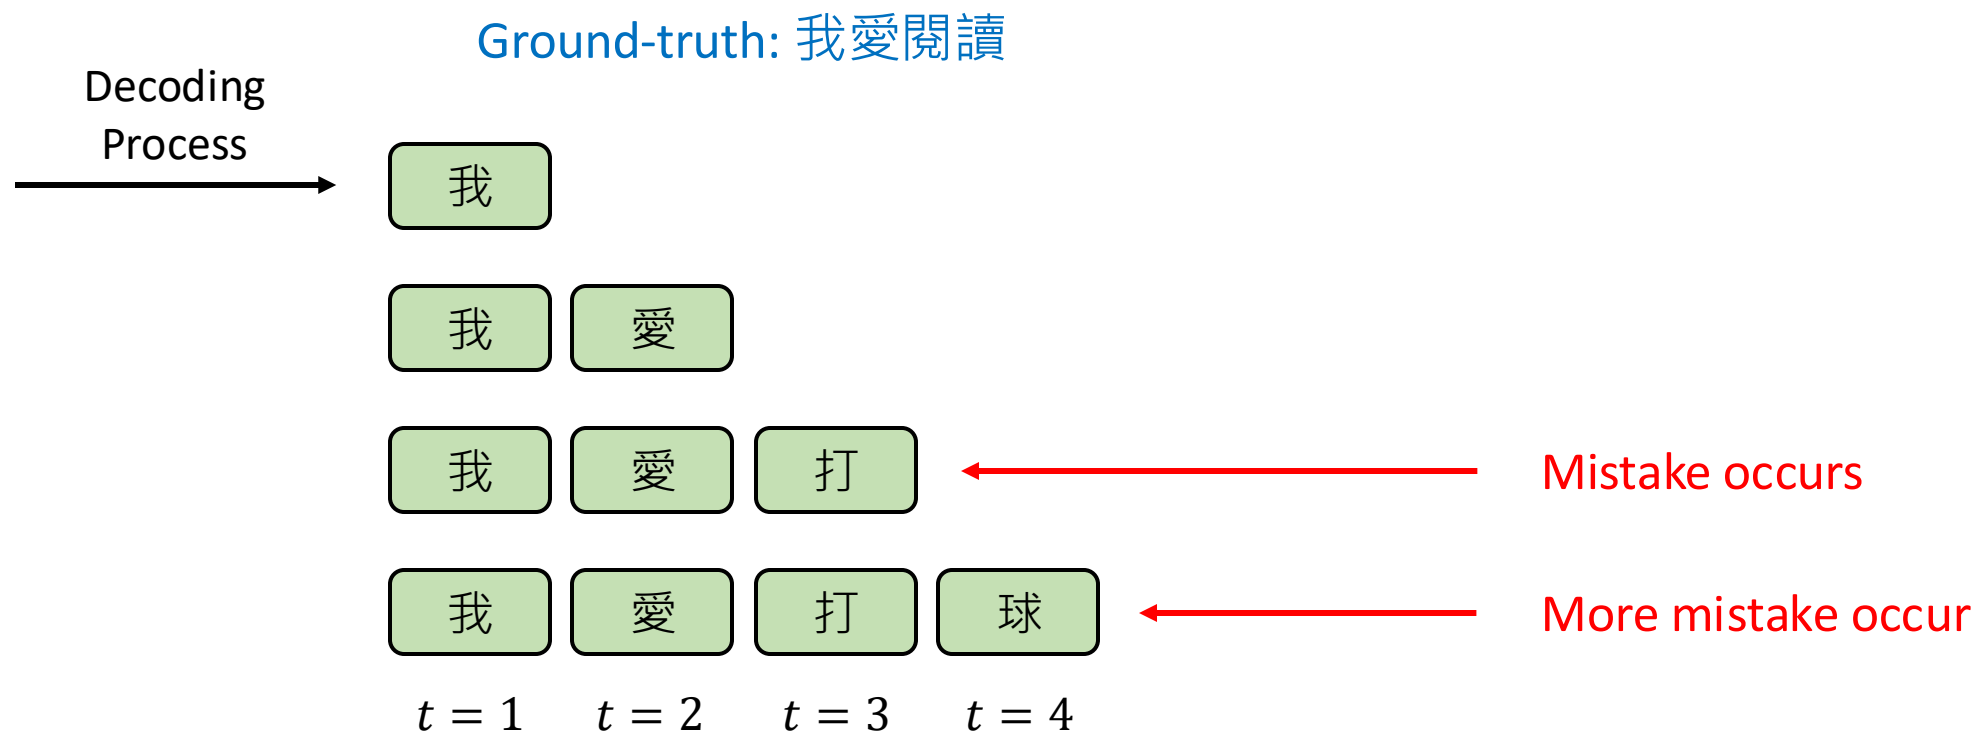 Ground-truth: 我愛閱讀
Decoding
Process
我
我 愛
我 愛 打
Mistake occurs
我 愛 打 球
More mistake occur
t = 1 t = 2 t = 3 t = 4